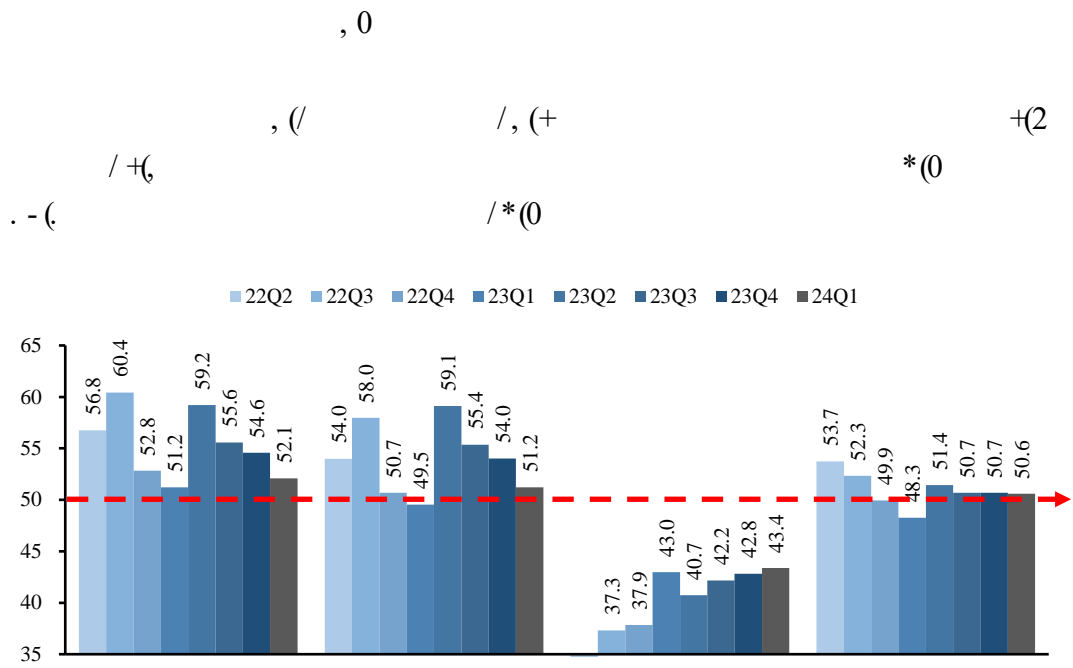 , 0
, (/ /, (+ +(2
/ +(, *(0
. - (. / * (0
22Q2 22Q3 22Q4 23Q1 23Q2 23Q3 23Q4 24Q1
65
60
55
50
45
40
35
56.8 60.4 52.8 51.2 59.2 55.6 54.6 52.1
54.0 58.0 50.7 49.5 59.1 55.4 54.0 51.2
37.3 37.9 43.0 40.7 42.2 42.8 43.4
53.7 52.3 49.9 48.3 51.4 50.7 50.7 50.6